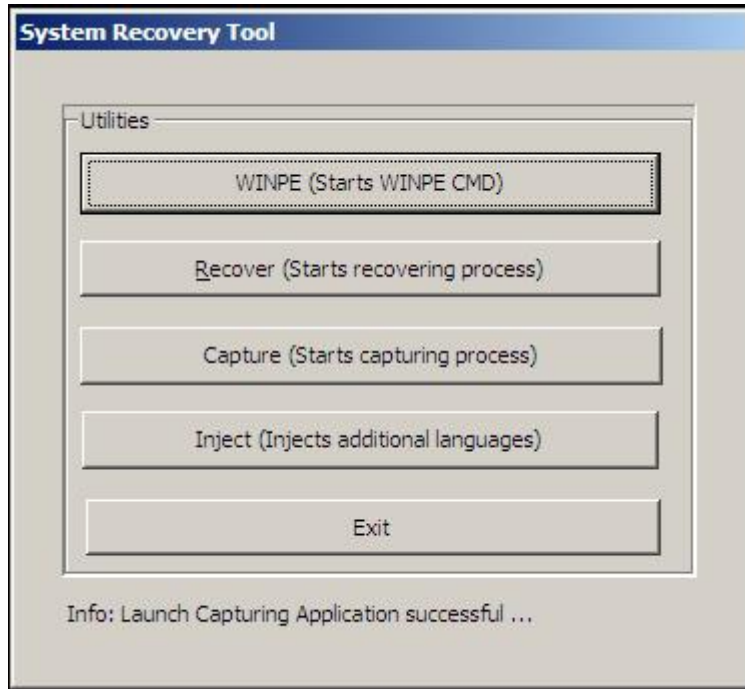 System Recovery Tool
Utilities
WINPE (Starts WINPE CMD)
Recover (Starts recovering process)
Capture (Starts capturing process)
Inject (Injects additional languages)
Exit
Info: Launch Capturing Application successful ...